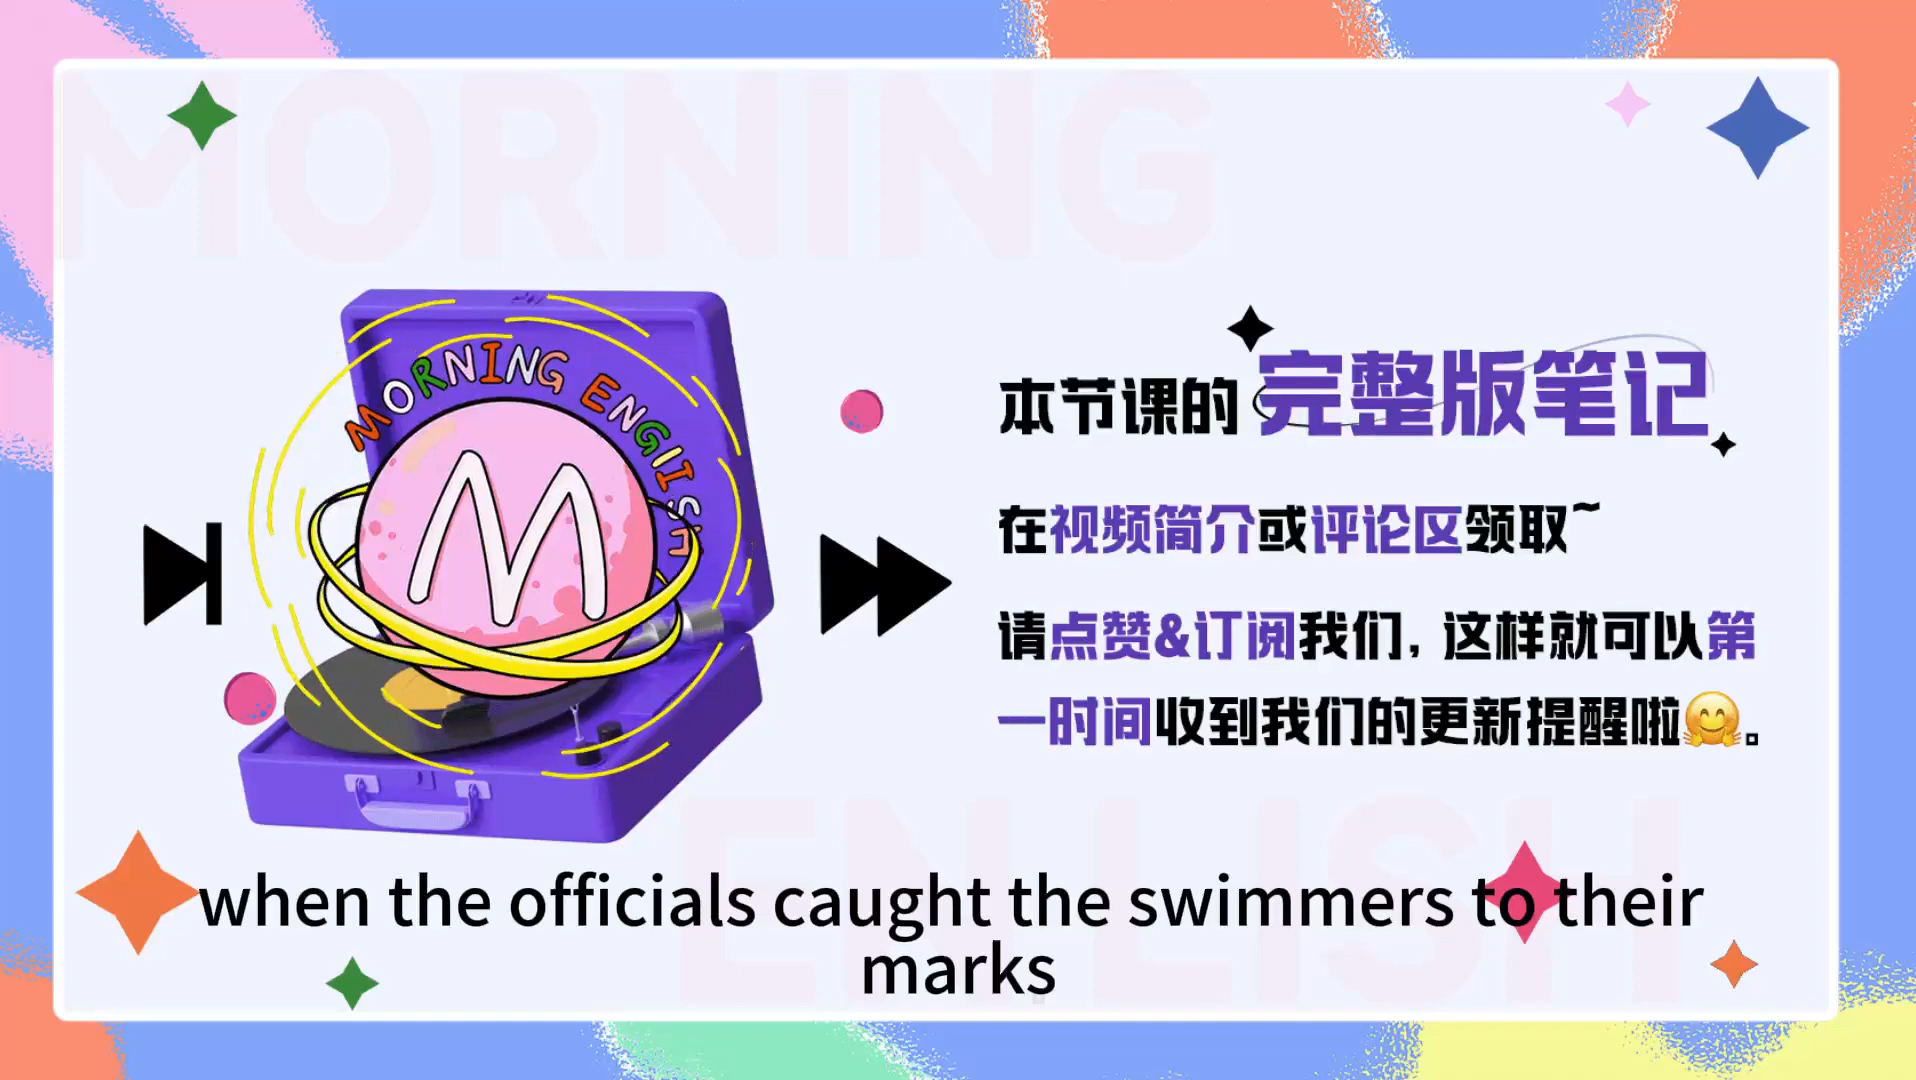 MORNING
MORNING ENGLISH
M
本节课的完整版笔记
在视频简介或评论区领取~
请点赞&订阅我们，这样就可以第
一时间收到我们的更新提醒啦🤗。
ENGLISH
when the officials caught the swimmers to their
marks